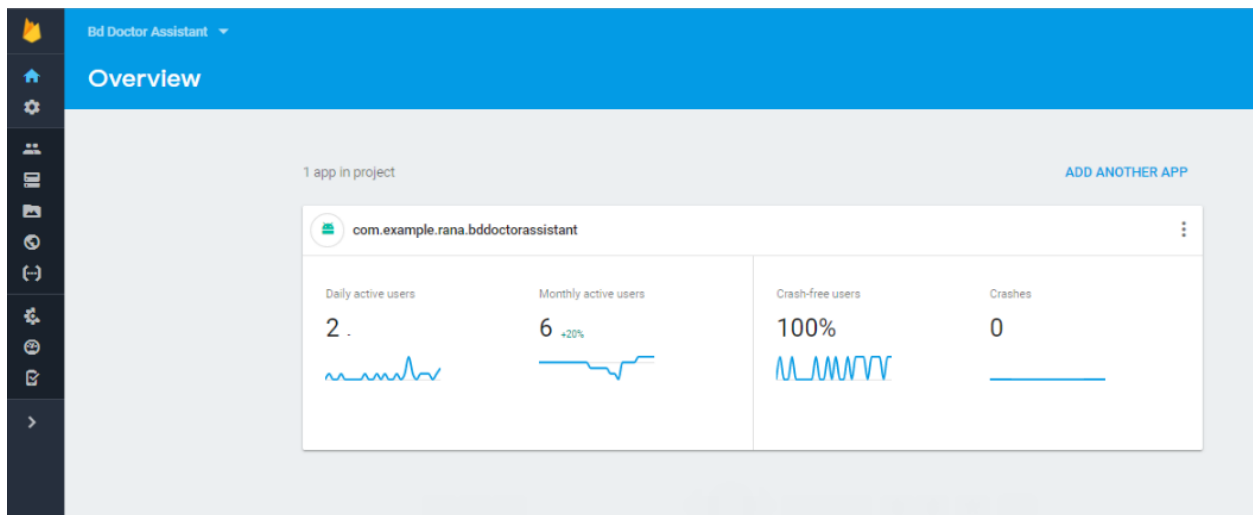 Bd Doctor Assistant
Overview
1 app in project
ADD ANOTHER APP
com.example.rana.bddoctorassistant
Daily active users
2 .
Monthly active users
6 +20%
Crash-free users
100%
Crashes
0